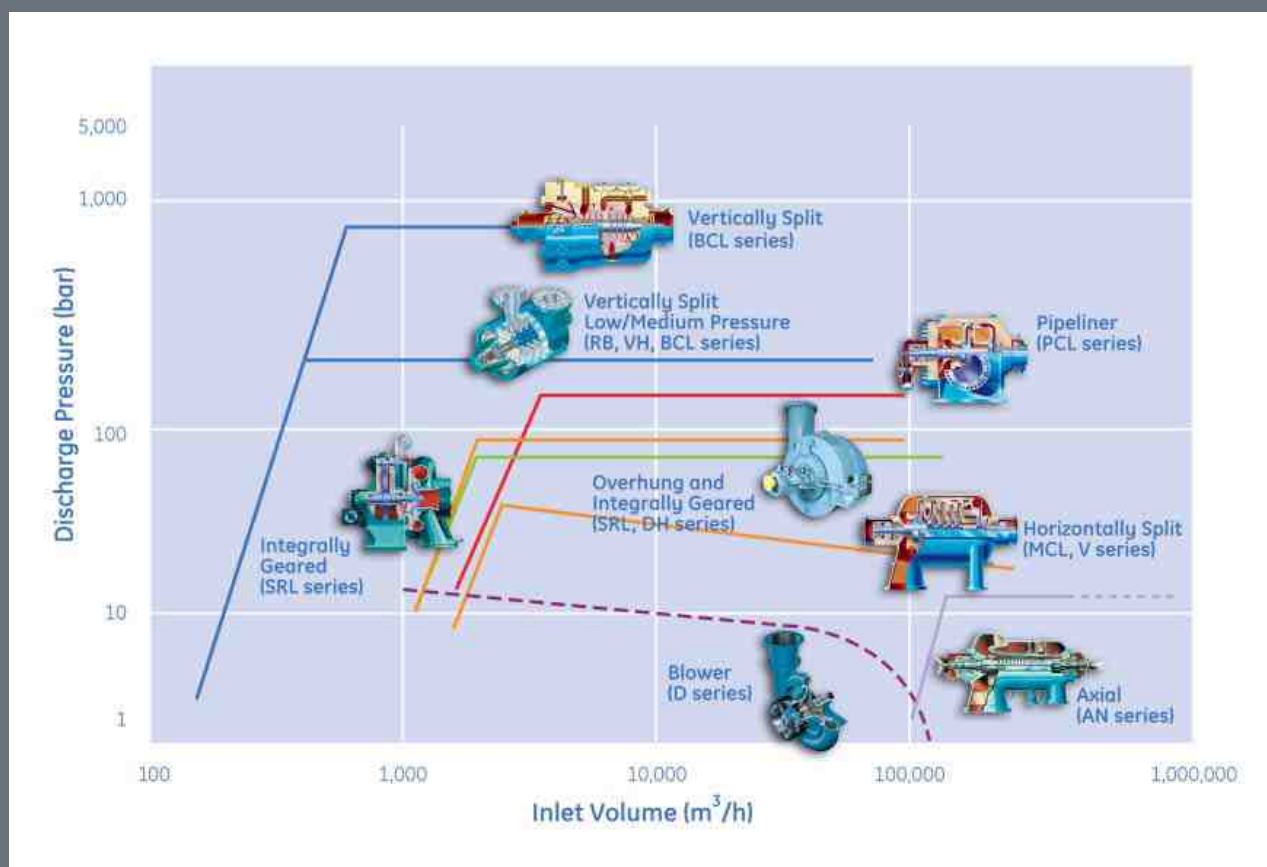 5,000
1,000
100
10
1
Discharge Pressure (bar)
Vertically Split
(BCL series)
Vertically Split
Low/Medium Pressure
(RB, VH, BCL series)
Pipeliner
(PCL series)
Overhung and
Integrally Geared
(SRL, DH series)
Horizontally Split
(MCL, V series)
Integrally
Geared
(SRL series)
Blower
(D series)
Axial
(AN series)
100
1,000
10,000
100,000
1,000,000
Inlet Volume (m³/h)